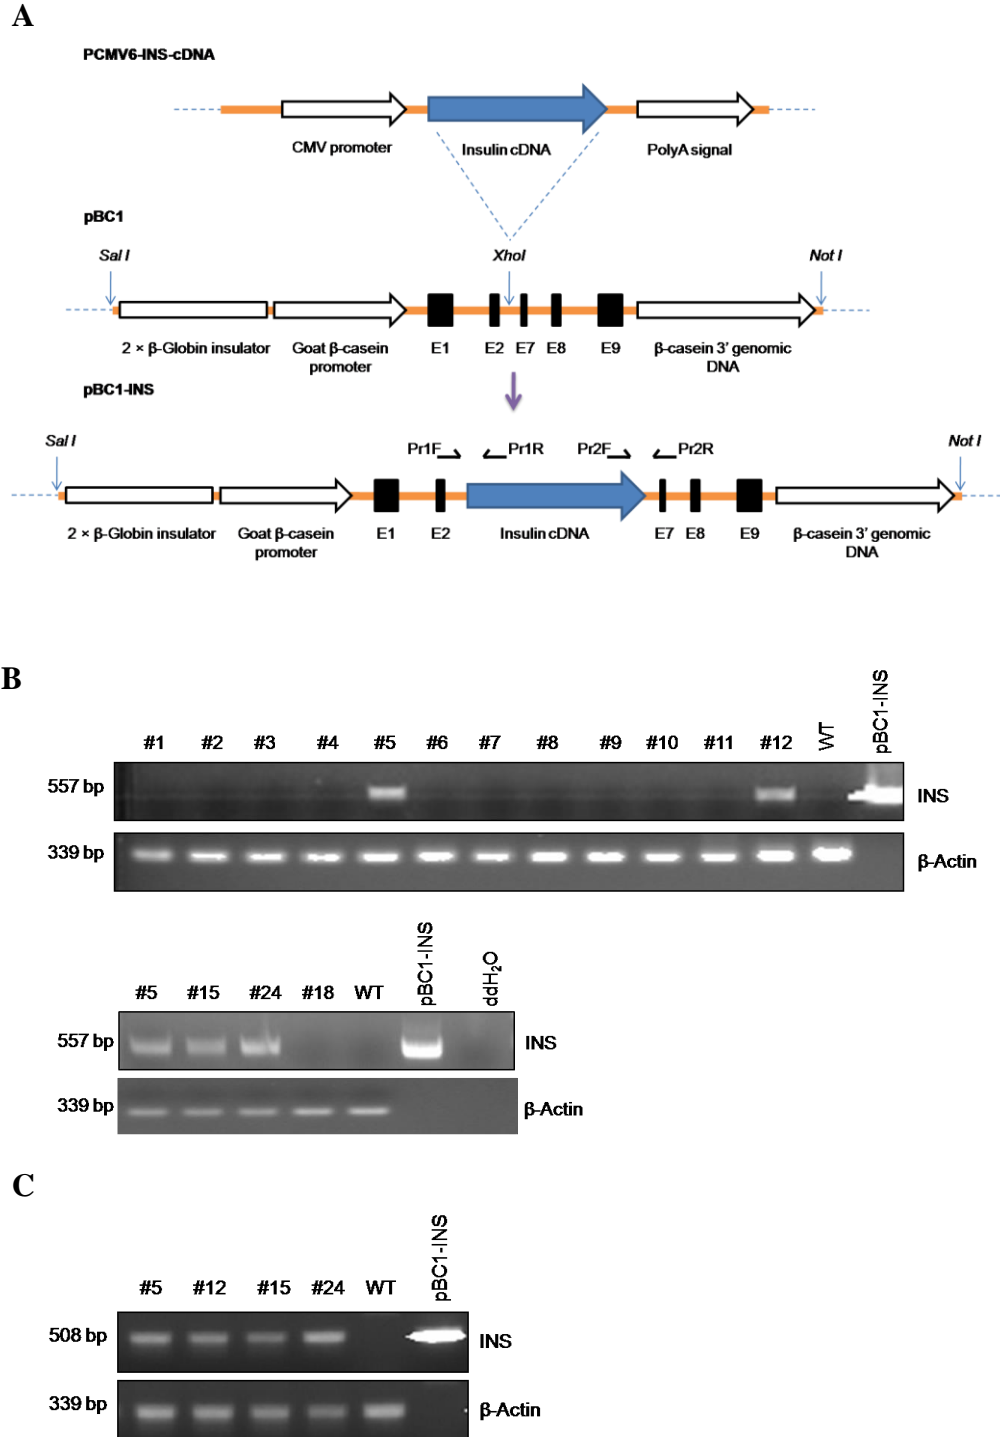 A
PCMV6-INS-cDNA
CMV promoter Insulin cDNA PolyA signal
pBC1
Sal I XhoI Not I
2 × β-Globin insulator Goat β-casein promoter E1 E2 E7 E8 E9 β-casein 3' genomic DNA
pBC1-INS
Sal I Pr1F Pr1R Pr2F Pr2R Not I
2 × β-Globin insulator Goat β-casein promoter E1 E2 Insulin cDNA E7 E8 E9 β-casein 3' genomic DNA
B
#1 #2 #3 #4 #5 #6 #7 #8 #9 #10 #11 #12 WT pBC1-INS
557 bp INS
339 bp β-Actin
#5 #15 #24 #18 WT pBC1-INS ddH₂O
557 bp INS
339 bp β-Actin
C
#5 #12 #15 #24 WT pBC1-INS
508 bp INS
339 bp β-Actin